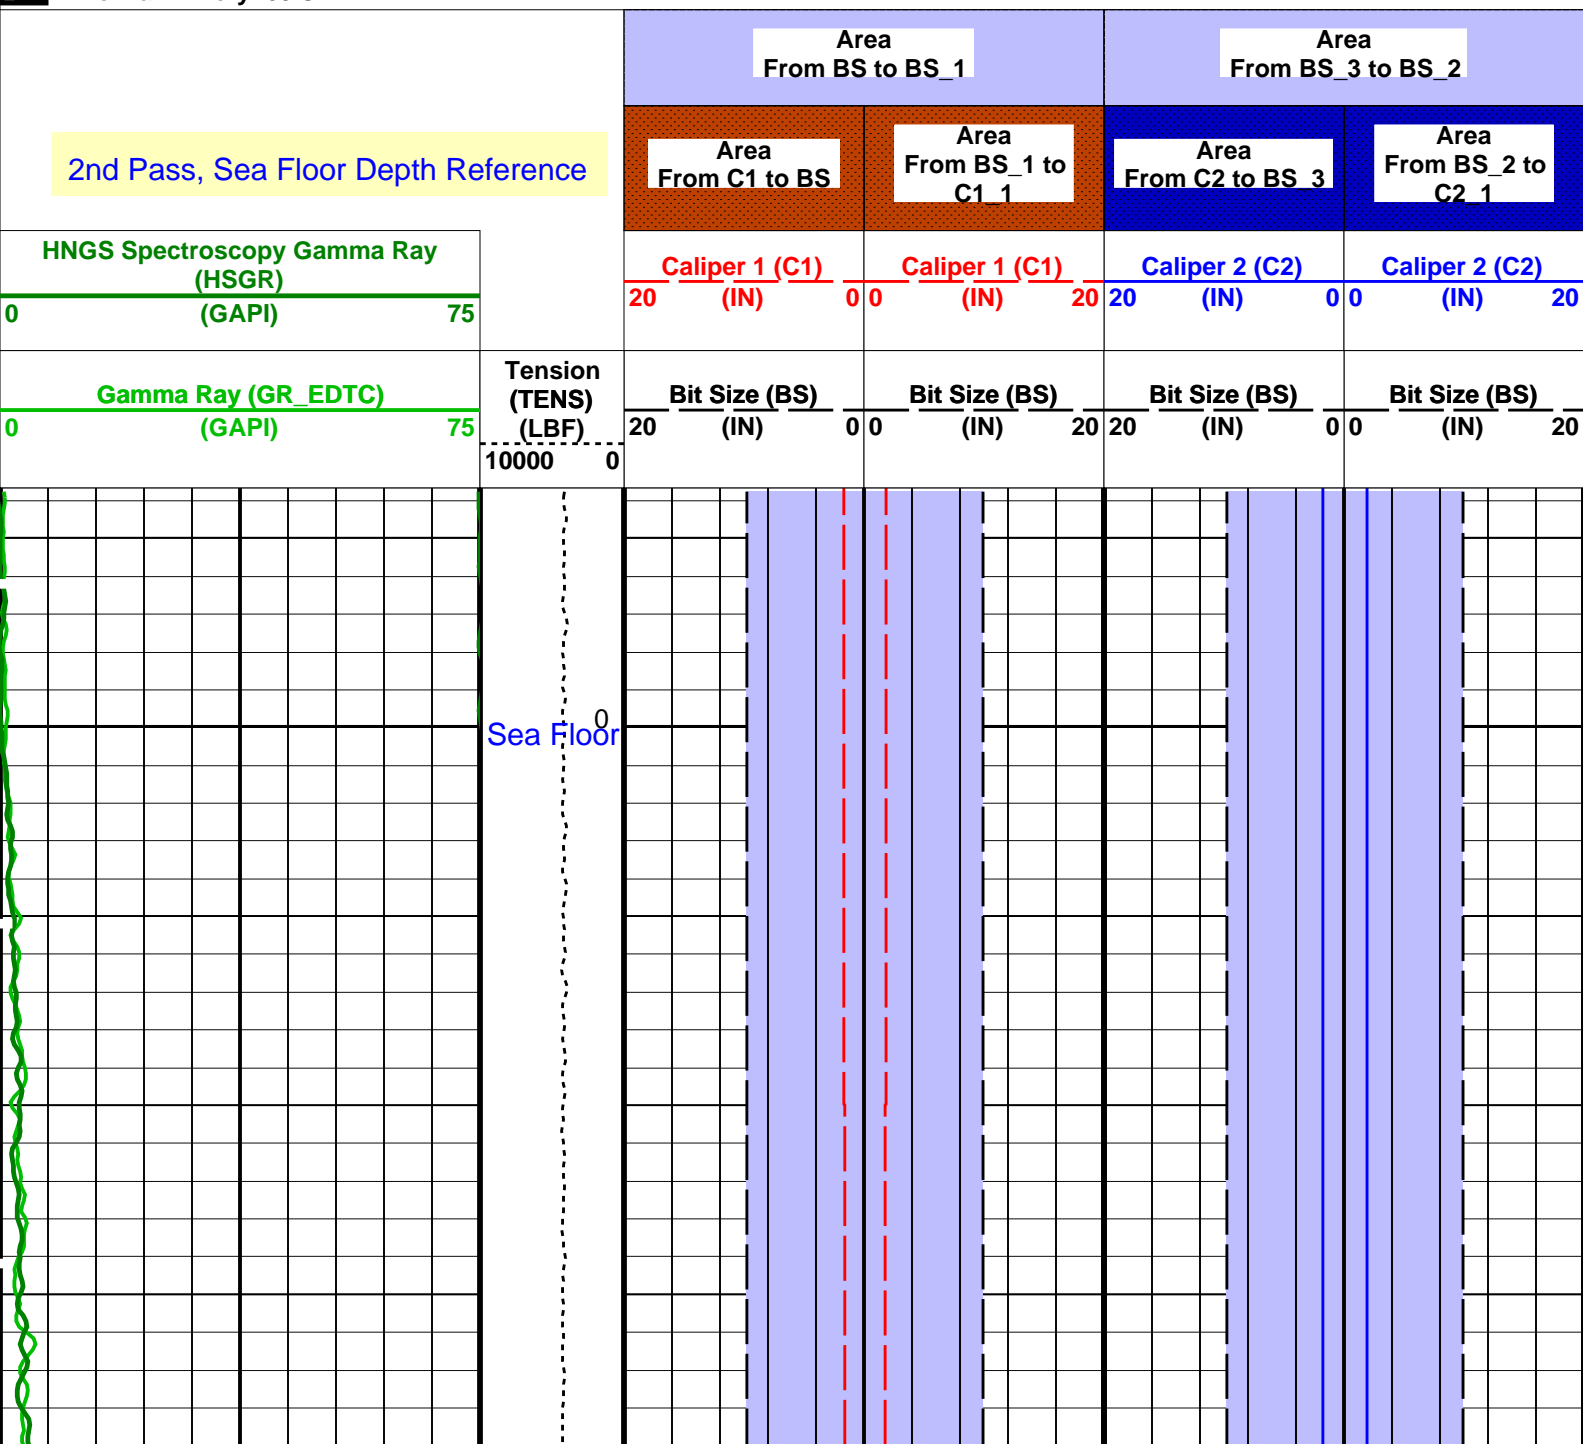 Area
From BS to BS_1
Area
From BS_3 to BS_2
2nd Pass, Sea Floor Depth Reference
Area
From C1 to BS
Area
From BS_1 to
C1_1
Area
From C2 to BS_3
Area
From BS_2 to
C2_1
HNGS Spectroscopy Gamma Ray
(HSGR)
0 (GAPI) 75
Caliper 1 (C1)
20 (IN) 0
Caliper 1 (C1)
0 (IN) 20
Caliper 2 (C2)
20 (IN) 0
Caliper 2 (C2)
0 (IN) 20
Gamma Ray (GR_EDTC)
0 (GAPI) 75
Tension
(TENS)
(LBF)
10000 0
Bit Size (BS)
20 (IN) 0
Bit Size (BS)
0 (IN) 20
Bit Size (BS)
20 (IN) 0
Bit Size (BS)
0 (IN) 20
0
Sea Floor